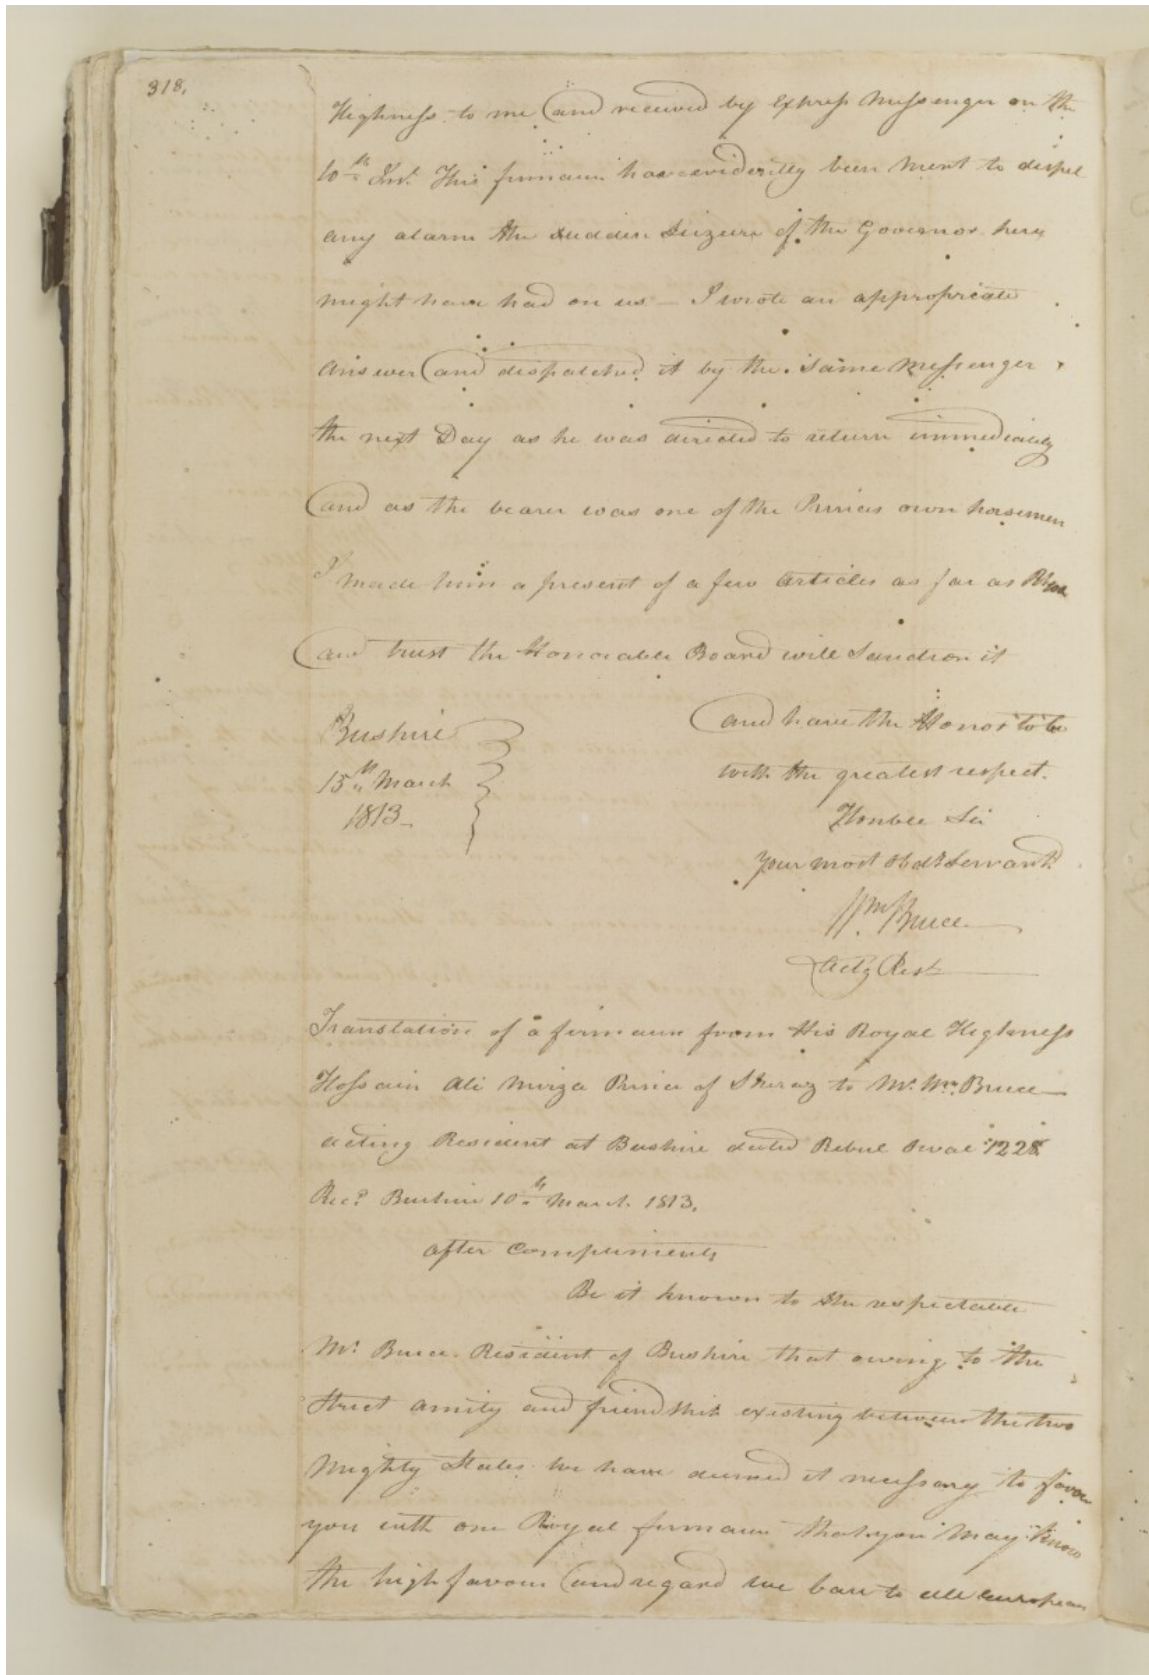 318.
Highness to me and received by express Messenger on the
10th Inst. This firmaun has evidently been ment to dispel
any alarm the sudden Seizure of the Governor here
might have had on us — I wrote an appropriate
answer and dispatched it by the same Messenger
the next Day as he was directed to return immediately
and as the bearer was one of the Princes own horsemen
I made him a present of a few articles as far as
and trust the Honorable Board will Sanction it
and have the Honor to be
with the greatest respect.
Honble Sir
Your most Obdt Servant
Wm Bruce
Actg Rest
Bushire
15th March
1813
Translation of a firmaun from His Royal Highness
Hossain Ali Mirza Prince of Sheraz to Mr. Wm. Bruce
acting Resident at Bushire dated Rebul 1228
Recd. Bushire 10th March 1813.
after compliments
Be it known to the respectable
Mr. Bruce Resident of Bushire that owing to the
Strict amity and friendship existing between the two
Mighty States we have deemed it necessary to favor
you with our Royal firmaun that you May know
the high favour and regard we bare to all european